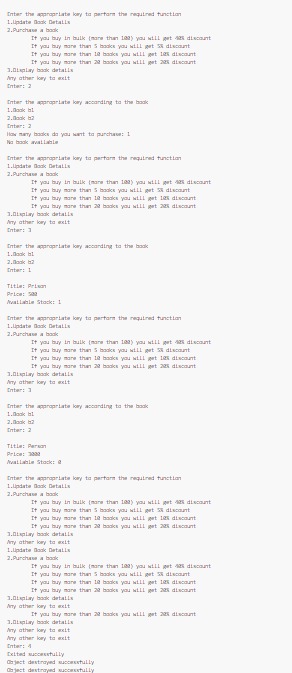 Enter the appropriate key to perform the required function
1.Update Book Details
2.Purchase a book
If you buy in bulk (more than 100) you will get 40% discount
If you buy more than 5 books you will get 5% discount
If you buy more than 10 books you will get 10% discount
If you buy more than 20 books you will get 20% discount
3.Display book details
Any other key to exit
Enter: 2

Enter the appropriate key according to the book
1.Book b1
2.Book b2
Enter: 2
How many books do you want to purchase: 1
No book available

Enter the appropriate key to perform the required function
1.Update Book Details
2.Purchase a book
If you buy in bulk (more than 100) you will get 40% discount
If you buy more than 5 books you will get 5% discount
If you buy more than 10 books you will get 10% discount
If you buy more than 20 books you will get 20% discount
3.Display book details
Any other key to exit
Enter: 3

Enter the appropriate key according to the book
1.Book b1
2.Book b2
Enter: 1

Title: Prison
Price: 500
Available Stock: 1

Enter the appropriate key to perform the required function
1.Update Book Details
2.Purchase a book
If you buy in bulk (more than 100) you will get 40% discount
If you buy more than 5 books you will get 5% discount
If you buy more than 10 books you will get 10% discount
If you buy more than 20 books you will get 20% discount
3.Display book details
Any other key to exit
Enter: 3

Enter the appropriate key according to the book
1.Book b1
2.Book b2
Enter: 2

Title: Person
Price: 3000
Available Stock: 0

Enter the appropriate key to perform the required function
1.Update Book Details
2.Purchase a book
If you buy in bulk (more than 100) you will get 40% discount
If you buy more than 5 books you will get 5% discount
If you buy more than 10 books you will get 10% discount
If you buy more than 20 books you will get 20% discount
3.Display book details
Any other key to exit
1.Update Book Details
2.Purchase a book
If you buy in bulk (more than 100) you will get 40% discount
If you buy more than 5 books you will get 5% discount
If you buy more than 10 books you will get 10% discount
If you buy more than 20 books you will get 20% discount
3.Display book details
Any other key to exit
If you buy more than 20 books you will get 20% discount
3.Display book details
Any other key to exit
Any other key to exit
Enter: 4
Exited successfully
Object destroyed successfully
Object destroyed successfully